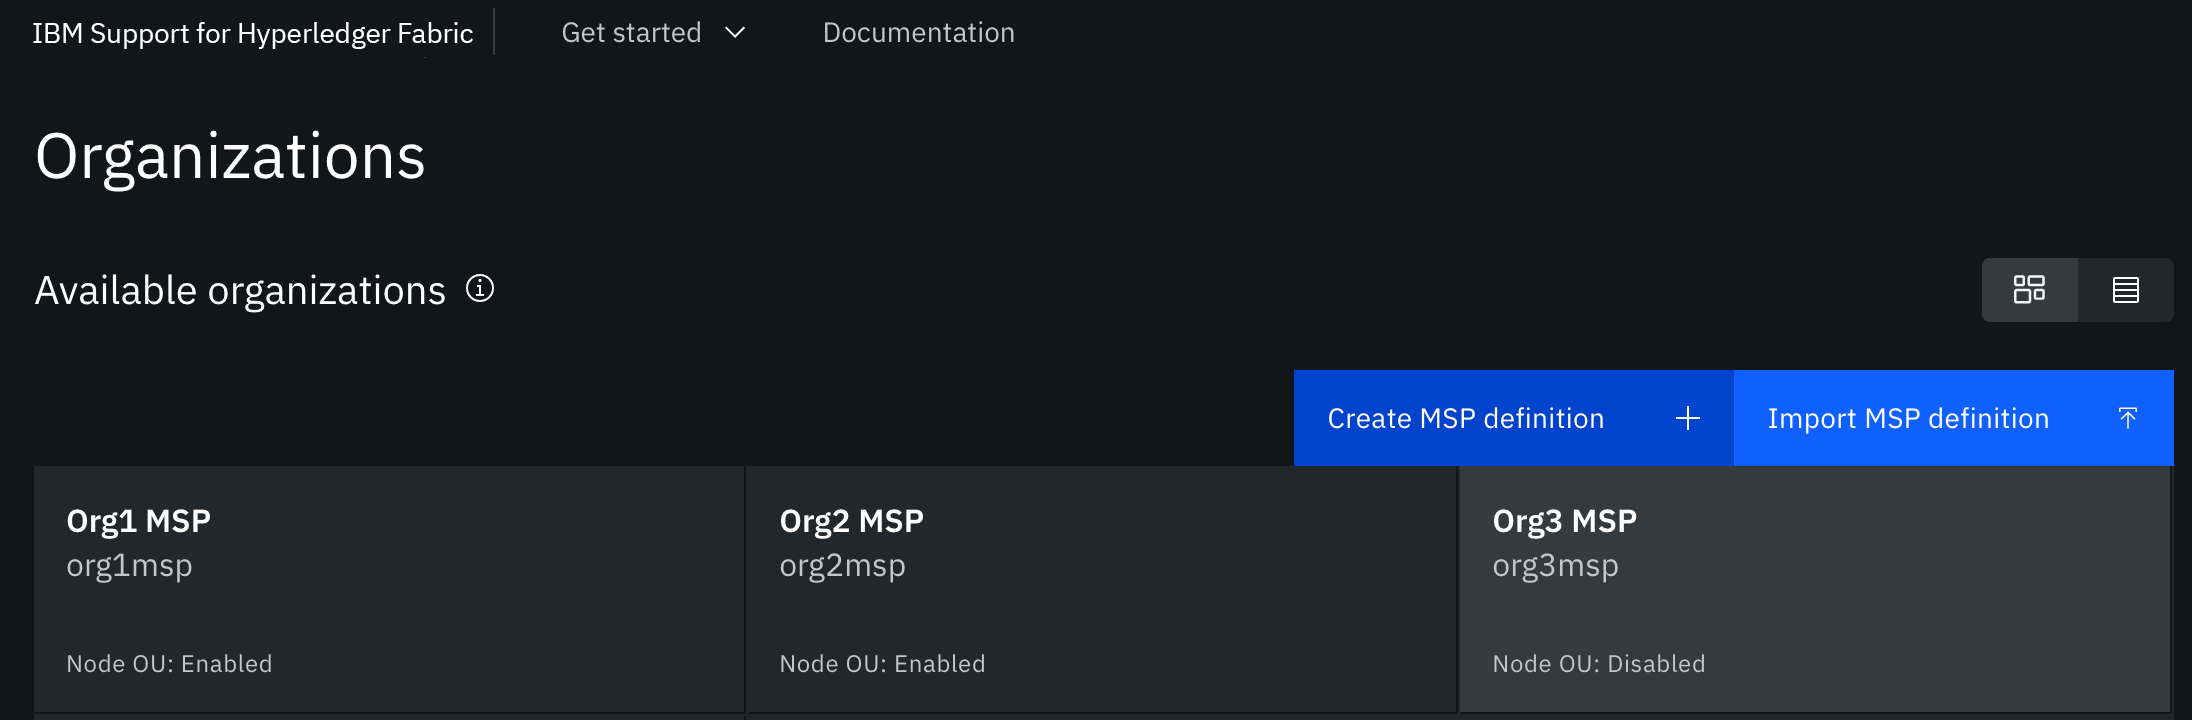 IBM Support for Hyperledger Fabric
Get started
Documentation
Organizations
Available organizations
Create MSP definition
Import MSP definition
Org1 MSP
org1msp
Node OU: Enabled
Org2 MSP
org2msp
Node OU: Enabled
Org3 MSP
org3msp
Node OU: Disabled